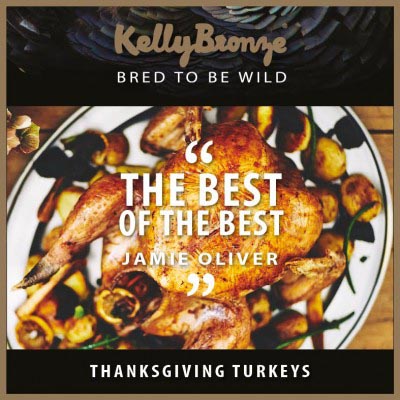 KellyBronze
BRED TO BE WILD
“
THE BEST
OF THE BEST
JAMIE OLIVER
”
THANKSGIVING TURKEYS